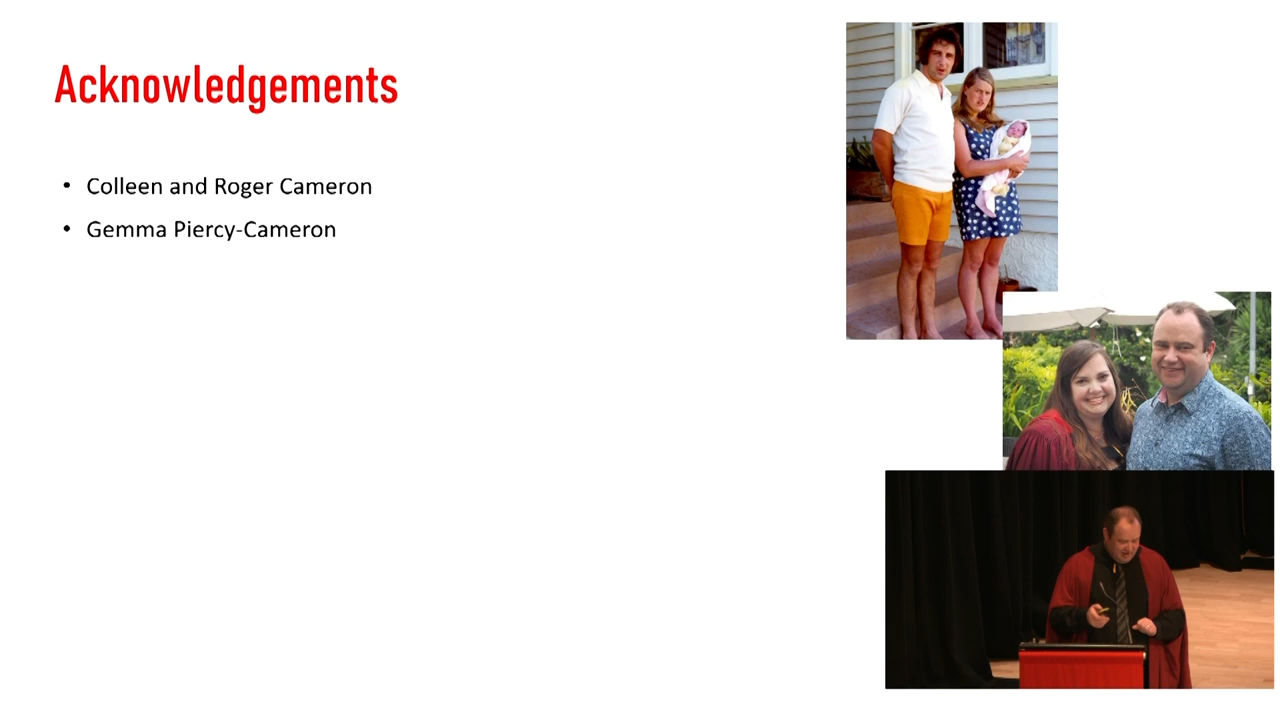 Acknowledgements
• Colleen and Roger Cameron
• Gemma Piercy-Cameron